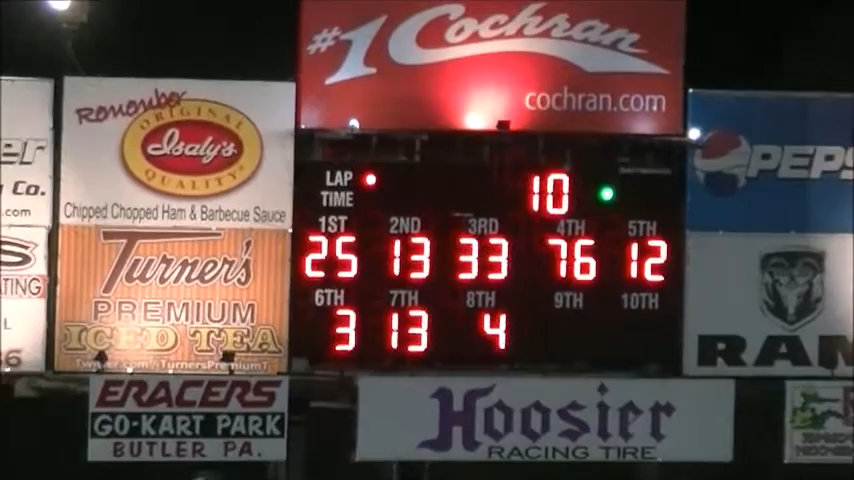 #1 Cochran
cochran.com
Remember
ORIGINAL
Isaly's
QUALITY
CHIPPED CHOPPED HAM & BARBECUE SAUCE
TURNER'S
PREMIUM
ICED TEA
ERACERS
GO-KART PARK
BUTLER PA.
LAP
TIME
10
1ST 2ND 3RD 4TH 5TH
25 13 33 76 12
6TH 7TH 8TH 9TH 10TH
3 13 4
Hoosier
RACING TIRE
PEPS
RAM
Co.
.com